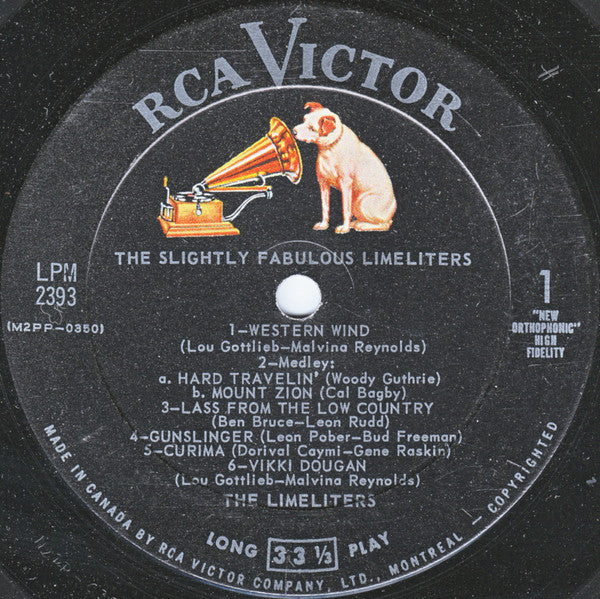 RCA VICTOR
THE SLIGHTLY FABULOUS LIMELITERS
LPM
2393
(M2PP-0350)
1
"NEW
ORTHOPHONIC"
HIGH
FIDELITY
1-WESTERN WIND
(Lou Gottlieb-Malvina Reynolds)
2-Medley:
a. HARD TRAVELIN' (Woody Guthrie)
b. MOUNT ZION (Cal Bagby)
3-LASS FROM THE LOW COUNTRY
(Ben Bruce-Leon Rudd)
4-GUNSLINGER (Leon Pober-Bud Freeman)
5-CURIMA (Dorival Caymi-Gene Raskin)
6-VIKKI DOUGAN
(Lou Gottlieb-Malvina Reynolds)
THE LIMELITERS
LONG 33 1/3 PLAY
MADE IN CANADA BY RCA VICTOR COMPANY, LTD., MONTREAL - COPYRIGHTED